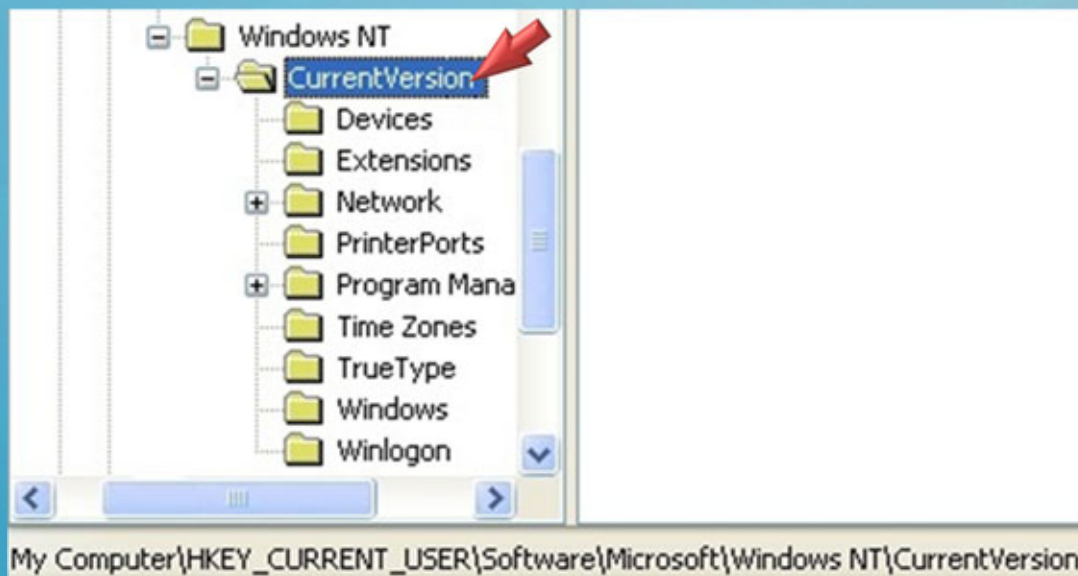 Windows NT
CurrentVersion
Devices
Extensions
Network
PrinterPorts
Program Mana
Time Zones
TrueType
Windows
Winlogon
My Computer\HKEY_CURRENT_USER\Software\Microsoft\Windows NT\CurrentVersion